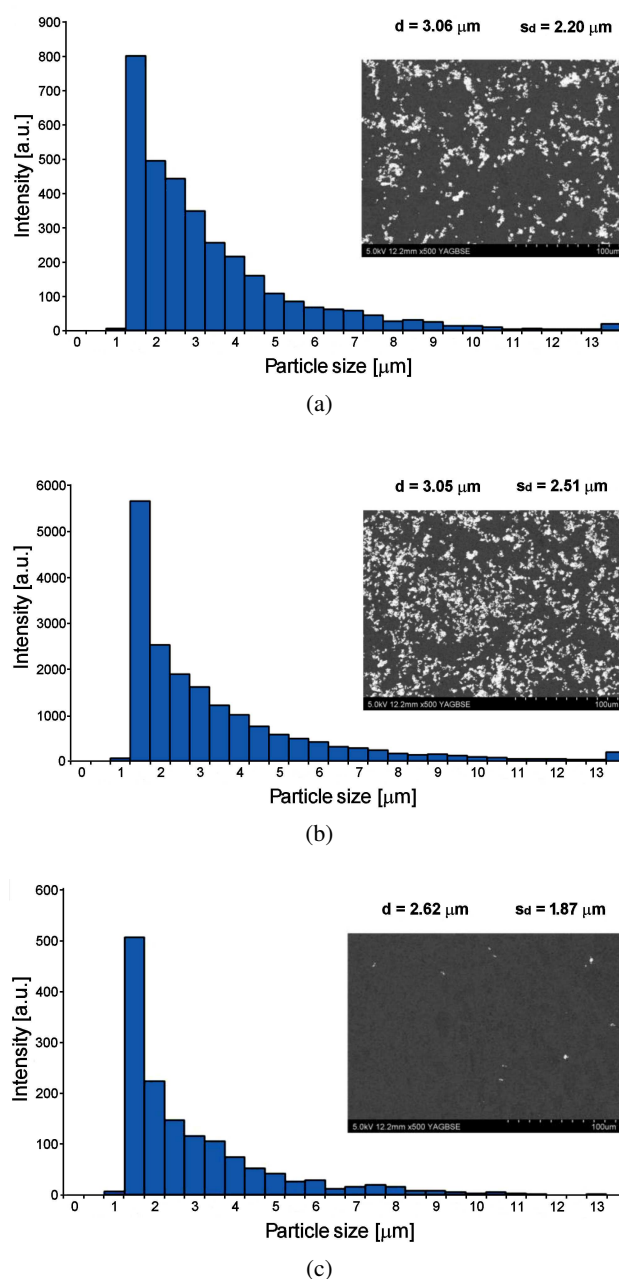 d = 3.06 μm sd = 2.20 μm
900
800
700
600
500
400
300
200
100
0
Intensity [a.u.]
5.0kV 12.2mm x500 YAGBSE 100um
0 1 2 3 4 5 6 7 8 9 10 11 12 13
Particle size [μm]
(a)
d = 3.05 μm sd = 2.51 μm
6000
5000
4000
3000
2000
1000
0
Intensity [a.u.]
5.0kV 12.2mm x500 YAGBSE 100um
0 1 2 3 4 5 6 7 8 9 10 11 12 13
Particle size [μm]
(b)
d = 2.62 μm sd = 1.87 μm
600
500
400
300
200
100
0
Intensity [a.u.]
5.0kV 12.2mm x500 YAGBSE 100um
0 1 2 3 4 5 6 7 8 9 10 11 12 13
Particle size [μm]
(c)